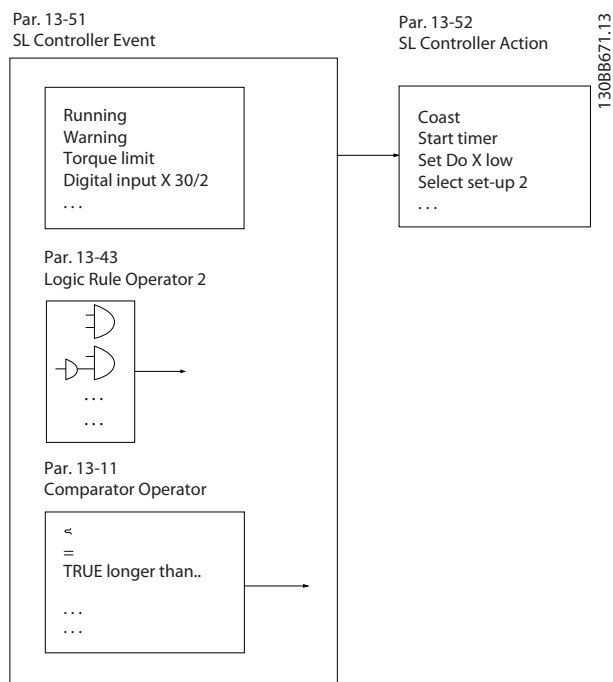 Par. 13-51
SL Controller Event
Par. 13-52
SL Controller Action
130BB671.13
Running
Warning
Torque limit
Digital input X 30/2
. . .
Coast
Start timer
Set Do X low
Select set-up 2
. . .
Par. 13-43
Logic Rule Operator 2
. . .
. . .
Par. 13-11
Comparator Operator
=
TRUE longer than..
. . .
. . .